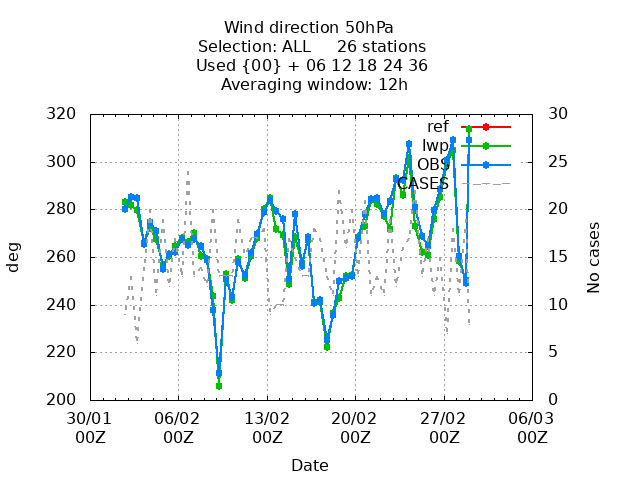 Wind direction 50hPa
Selection: ALL 26 stations
Used {00} + 06 12 18 24 36
Averaging window: 12h
320 30
ref
lwp
300 25
OBS
CASES
280 20
260 15
240 10
220 5
200 0
deg
No cases
30/01 06/02 13/02 20/02 27/02 06/03
00Z 00Z 00Z 00Z 00Z 00Z
Date